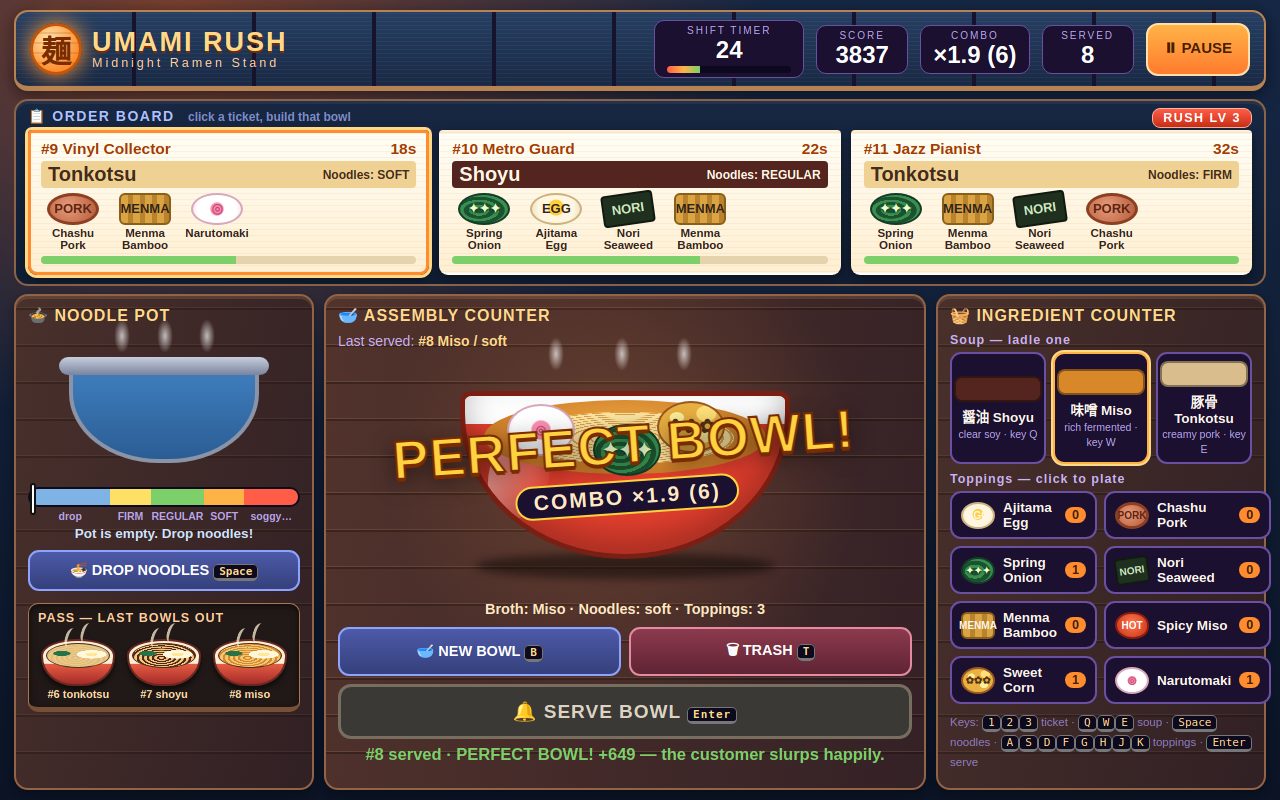 麺
UMAMI RUSH
Midnight Ramen Stand
SHIFT TIMER
24
SCORE
3837
COMBO
×1.9 (6)
SERVED
8
⏸ PAUSE
📋 ORDER BOARD click a ticket, build that bowl
RUSH LV 3
#9 Vinyl Collector 18s
Tonkotsu Noodles: SOFT
PORK MENMA
Chashu Pork
Menma Bamboo
Narutomaki
#10 Metro Guard 22s
Shoyu Noodles: REGULAR
EGG NORI MENMA
Spring Onion
Ajitama Egg
Nori Seaweed
Menma Bamboo
#11 Jazz Pianist 32s
Tonkotsu Noodles: FIRM
MENMA NORI PORK
Spring Onion
Menma Bamboo
Nori Seaweed
Chashu Pork
🍲 NOODLE POT
drop FIRM REGULAR SOFT soggy…
Pot is empty. Drop noodles!
🍜 DROP NOODLES Space
PASS — LAST BOWLS OUT
#6 tonkotsu #7 shoyu #8 miso
🥣 ASSEMBLY COUNTER
Last served: #8 Miso / soft
PERFECT BOWL!
COMBO ×1.9 (6)
Broth: Miso · Noodles: soft · Toppings: 3
🥣 NEW BOWL B
🗑 TRASH T
🔔 SERVE BOWL Enter
#8 served · PERFECT BOWL! +649 — the customer slurps happily.
🧺 INGREDIENT COUNTER
Soup – ladle one
醤油 Shoyu
clear soy · key Q
味噌 Miso
rich fermented · key W
豚骨 Tonkotsu
creamy pork · key E
Toppings – click to plate
Ajitama Egg 0
PORK Chashu Pork 0
Spring Onion 1
NORI Nori Seaweed 0
MENMA Menma Bamboo 0
HOT Spicy Miso 0
Sweet Corn 1
Narutomaki 1
Keys: 1 2 3 ticket · Q W E soup · Space
noodles · A S D F G H J K toppings · Enter
serve